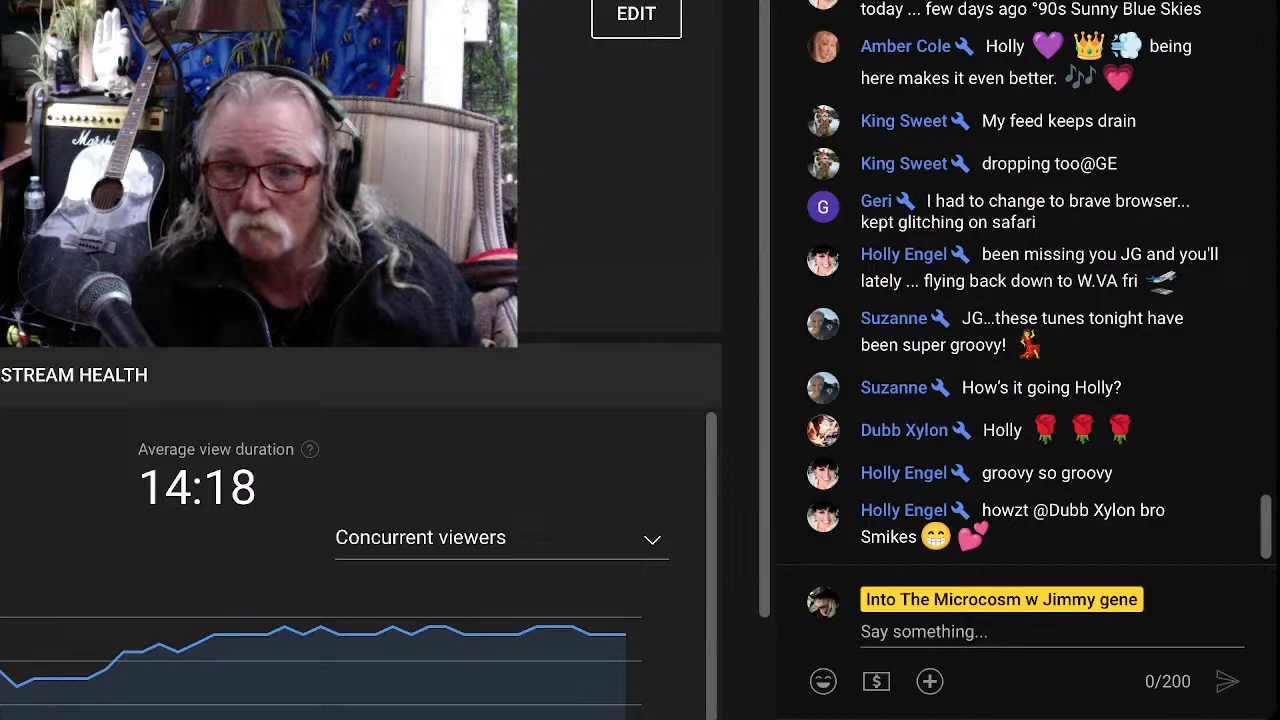 EDIT
Marshall
STREAM HEALTH
Average view duration ?
14:18
Concurrent viewers
today ... few days ago °90s Sunny Blue Skies
Amber Cole Holly 💜 👑 💨 being
here makes it even better. 🎶 💗
King Sweet My feed keeps drain
King Sweet dropping too@GE
G
Geri I had to change to brave browser...
kept glitching on safari
Holly Engel been missing you JG and you'll
lately ... flying back down to W.VA fri 🛫
Suzanne JG...these tunes tonight have
been super groovy! 💃
Suzanne How's it going Holly?
Dubb Xylon Holly 🌹 🌹 🌹
Holly Engel groovy so groovy
Holly Engel howzt @Dubb Xylon bro
Smikes 😁 💕
Into The Microcosm w Jimmy gene
Say something...
$
0/200